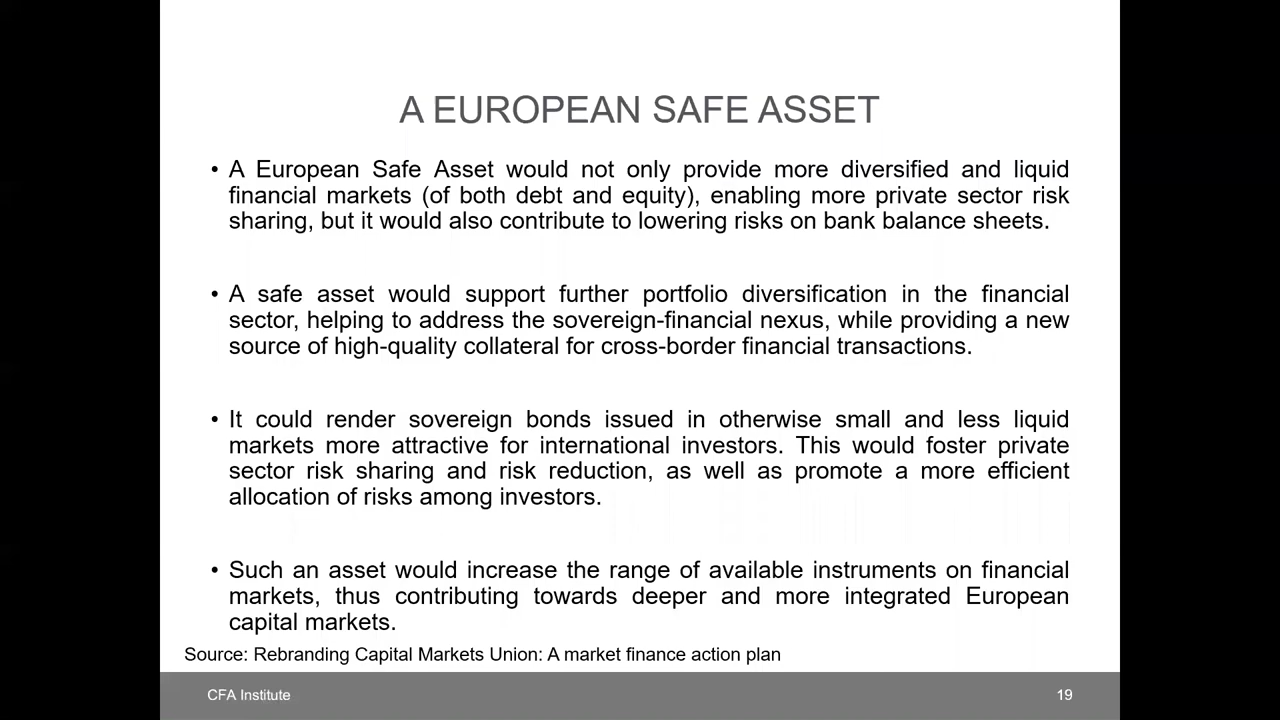 A EUROPEAN SAFE ASSET
• A European Safe Asset would not only provide more diversified and liquid
financial markets (of both debt and equity), enabling more private sector risk
sharing, but it would also contribute to lowering risks on bank balance sheets.
• A safe asset would support further portfolio diversification in the financial
sector, helping to address the sovereign-financial nexus, while providing a new
source of high-quality collateral for cross-border financial transactions.
• It could render sovereign bonds issued in otherwise small and less liquid
markets more attractive for international investors. This would foster private
sector risk sharing and risk reduction, as well as promote a more efficient
allocation of risks among investors.
• Such an asset would increase the range of available instruments on financial
markets, thus contributing towards deeper and more integrated European
capital markets.
Source: Rebranding Capital Markets Union: A market finance action plan
CFA Institute
19